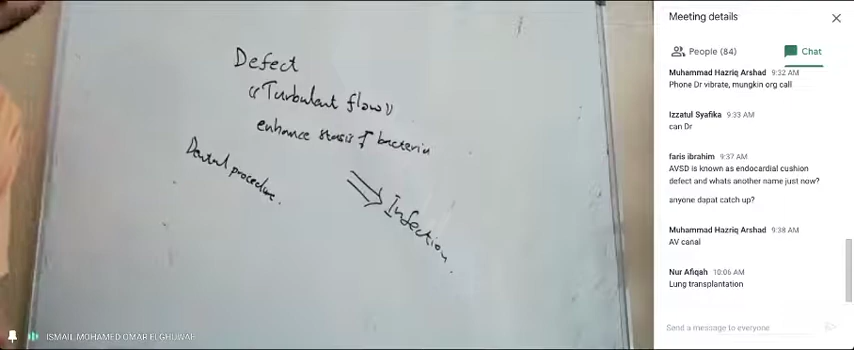 Defect
"Turbulent flow"
enhance stasis of bacteria
Dental procedure.
Infection.
ISMAIL MOHAMED OMAR ELGHUWAB
Meeting details
People (84)
Chat
Muhammad Hazriq Arshad 9:32 AM
Phone Dr vibrate, mungkin org call
Izzatul Syafika 9:33 AM
can Dr
faris ibrahim 9:37 AM
AVSD is known as endocardial cushion
defect and whats another name just now?
anyone dapat catch up?
Muhammad Hazriq Arshad 9:38 AM
AV canal
Nur Afiqah 10:06 AM
Lung transplantation
Send a message to everyone